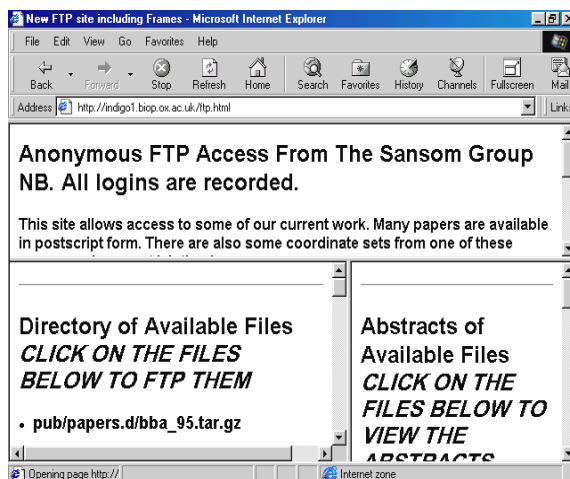 New FTP site including Frames - Microsoft Internet Explorer
File Edit View Go Favorites Help
Back Forward Stop Refresh Home Search Favorites History Channels Fullscreen Mail
Address http://indigo1.biop.ox.ac.uk/ftp.html Links
Anonymous FTP Access From The Sansom Group
NB. All logins are recorded.
This site allows access to some of our current work. Many papers are available
in postscript form. There are also some coordinate sets from one of these
Directory of Available Files
CLICK ON THE FILES
BELOW TO FTP THEM
• pub/papers.d/bba_95.tar.gz
Abstracts of
Available Files
CLICK ON THE
FILES BELOW TO
VIEW THE
ABSTRACTS
Opening page http:// Internet zone